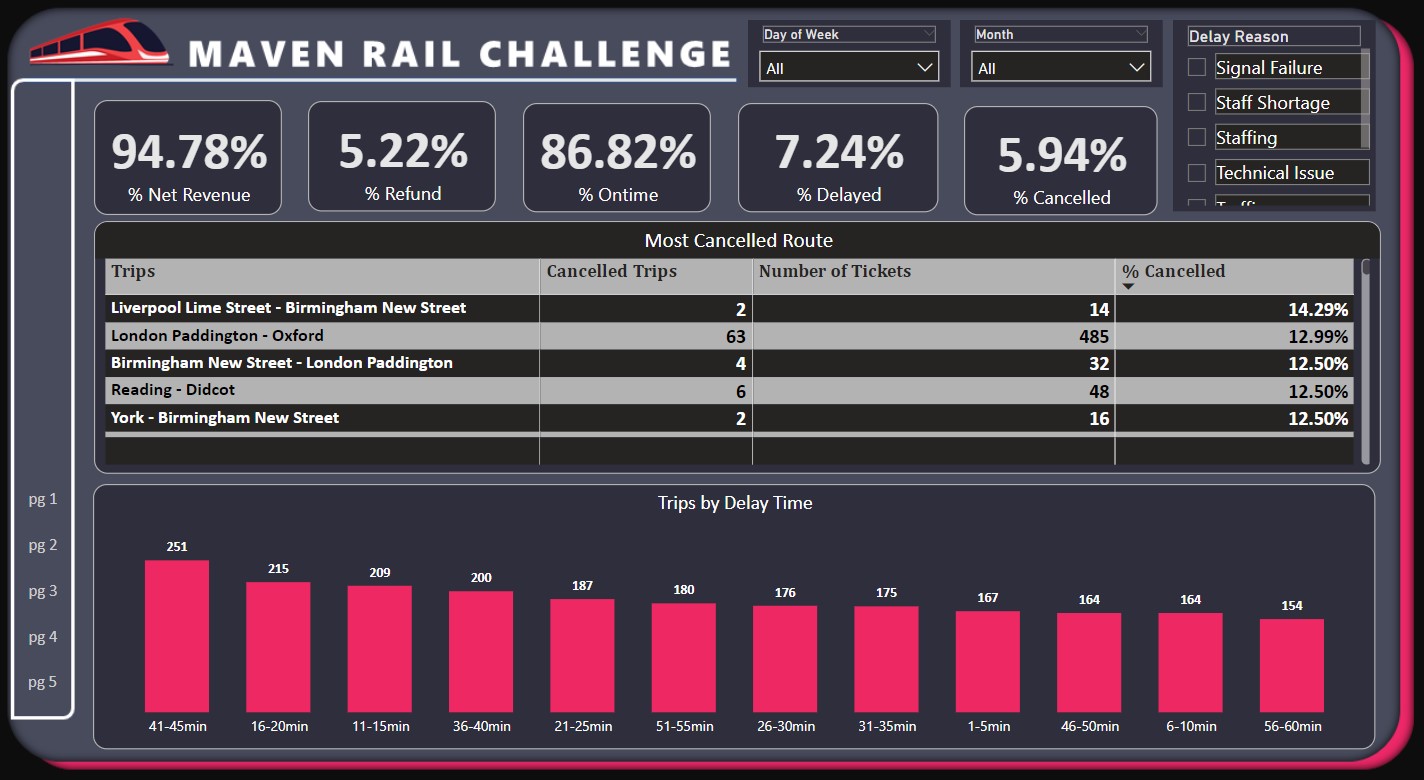 MAVEN RAIL CHALLENGE
Day of Week
All
Month
All
Delay Reason
Signal Failure
Staff Shortage
Staffing
Technical Issue
94.78%
% Net Revenue
5.22%
% Refund
86.82%
% Ontime
7.24%
% Delayed
5.94%
% Cancelled
Most Cancelled Route
Trips Cancelled Trips Number of Tickets % Cancelled
Liverpool Lime Street - Birmingham New Street 2 14 14.29%
London Paddington - Oxford 63 485 12.99%
Birmingham New Street - London Paddington 4 32 12.50%
Reading - Didcot 6 48 12.50%
York - Birmingham New Street 2 16 12.50%
pg 1
pg 2
pg 3
pg 4
pg 5
Trips by Delay Time
251 215 209 200 187 180 176 175 167 164 164 154
41-45min 16-20min 11-15min 36-40min 21-25min 51-55min 26-30min 31-35min 1-5min 46-50min 6-10min 56-60min